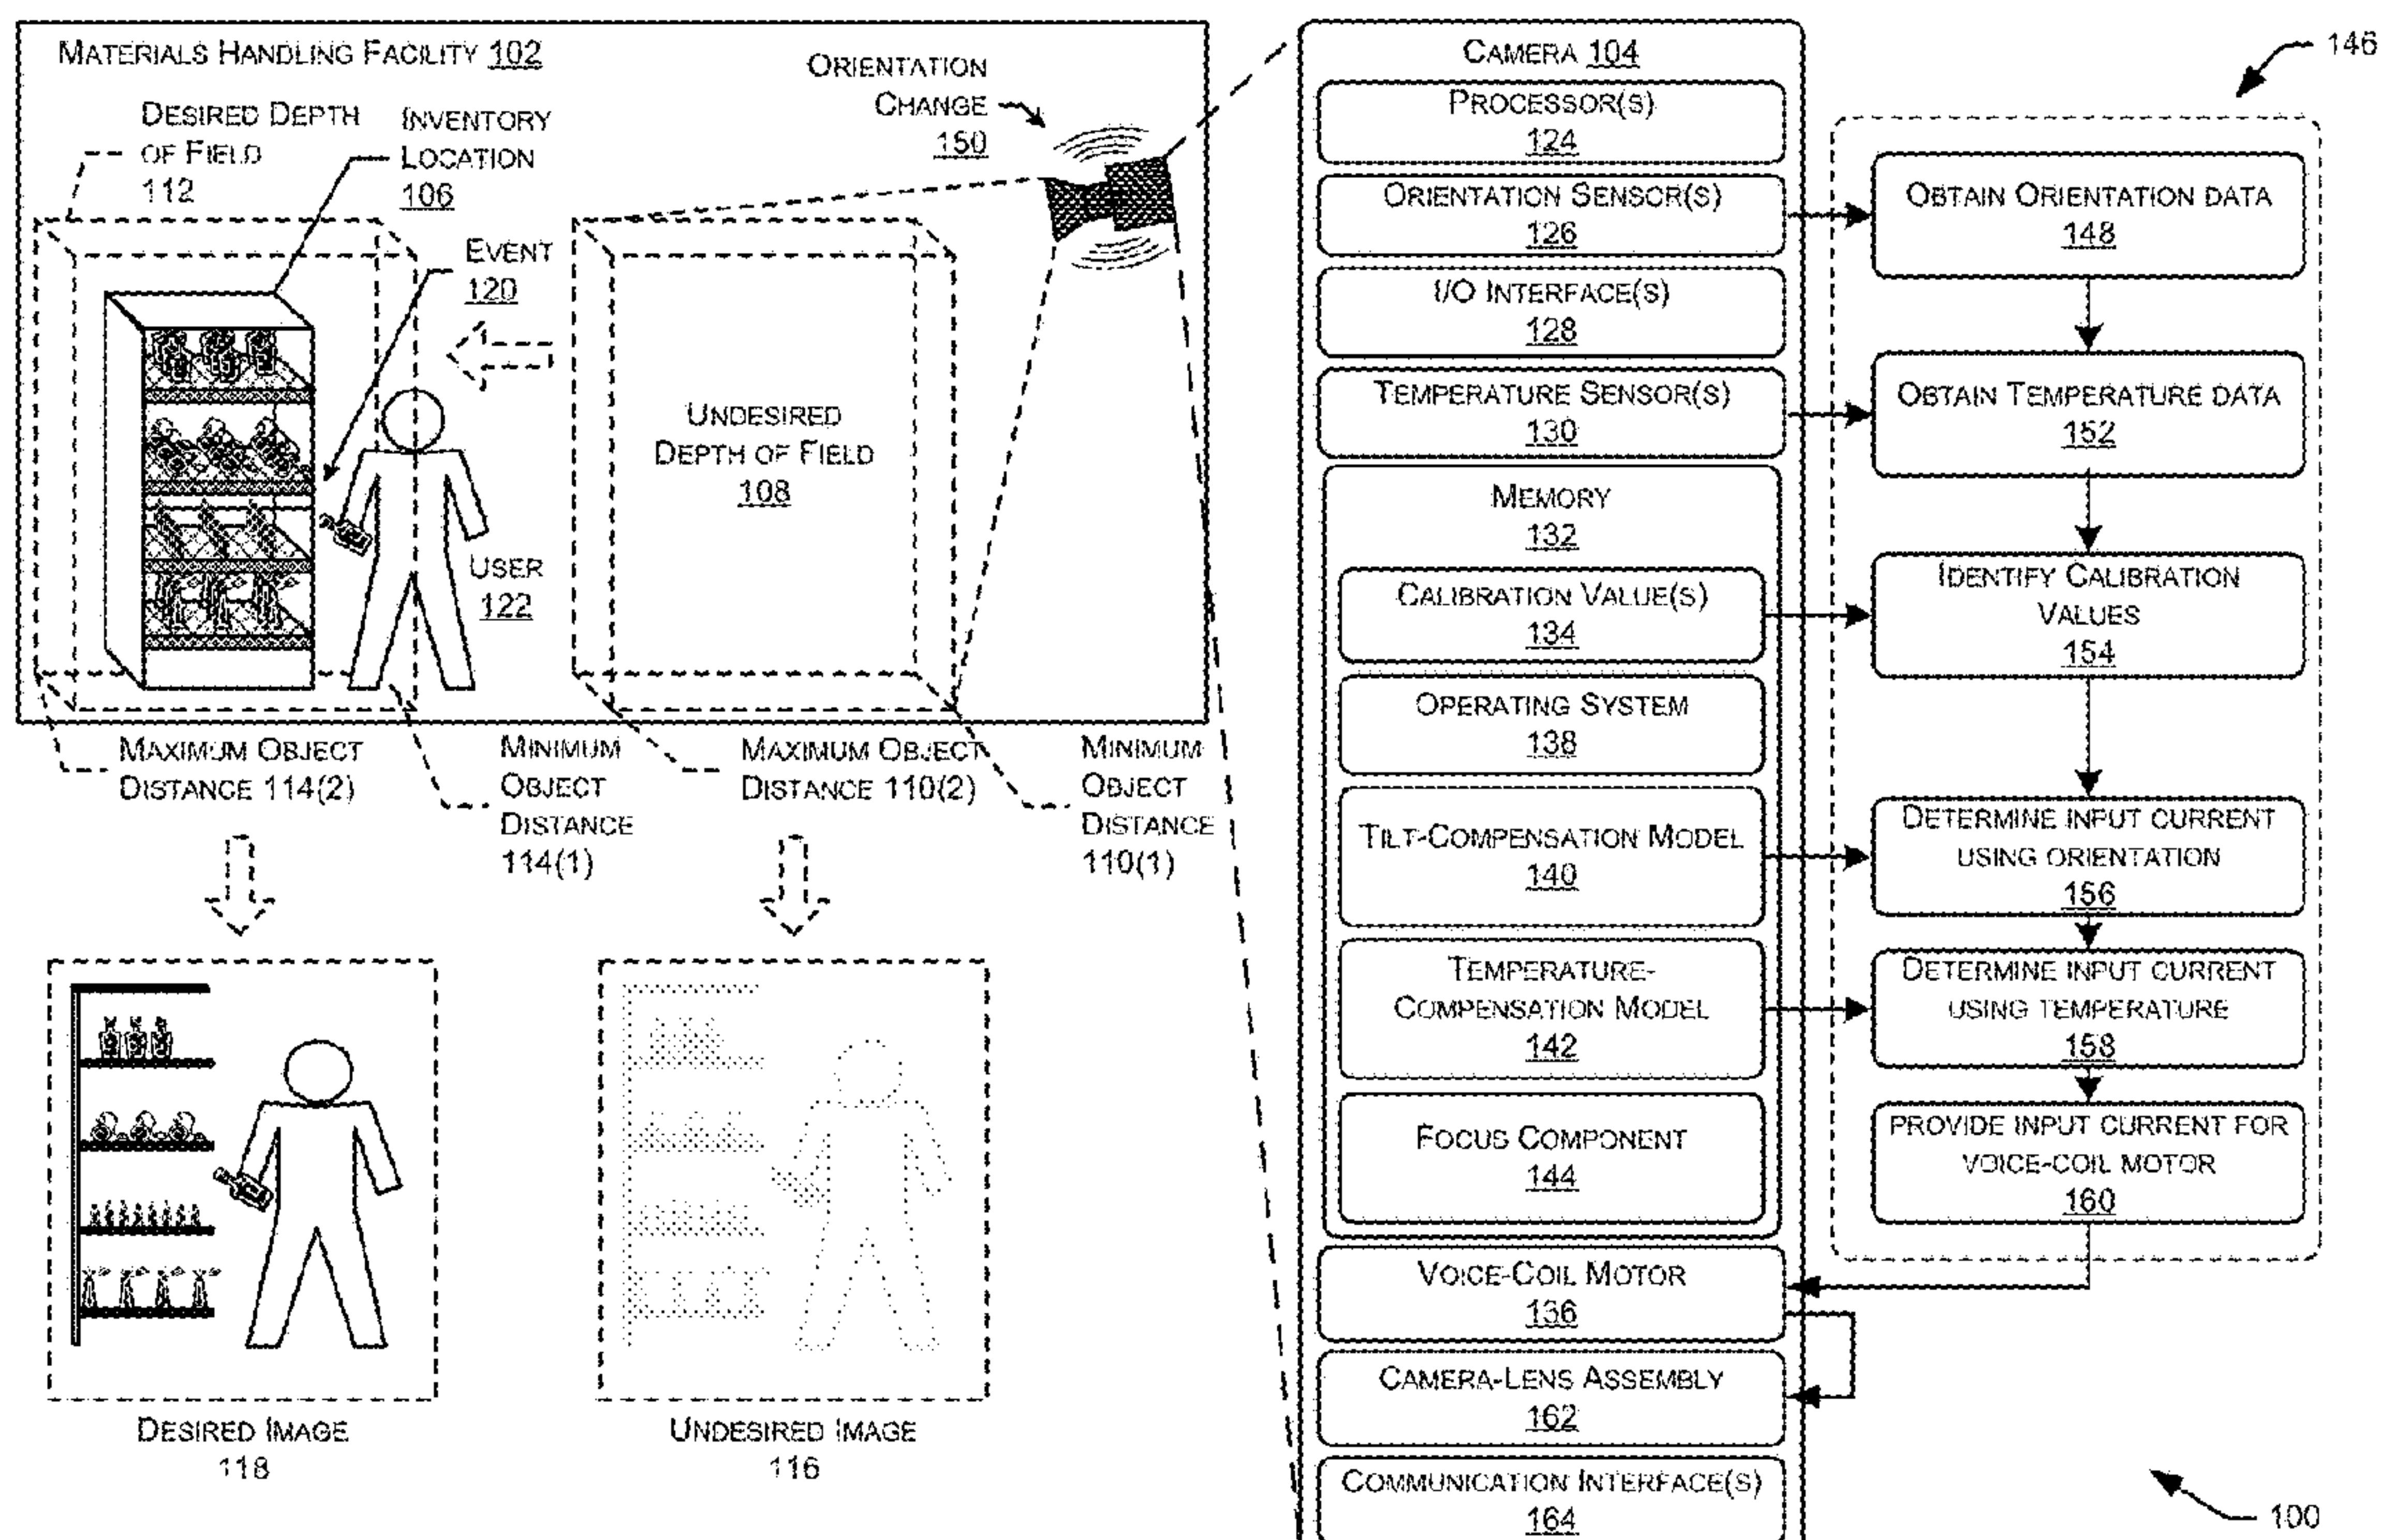 MATERIALS HANDLING FACILITY 102
ORIENTATION
CHANGE
150
DESIRED DEPTH
OF FIELD
112
INVENTORY
LOCATION
106
EVENT
120
UNDESIRED
DEPTH OF FIELD
108
USER
122
MAXIMUM OBJECT
DISTANCE 114(2)
MINIMUM
OBJECT
DISTANCE
114(1)
MAXIMUM OBJECT
DISTANCE 110(2)
MINIMUM
OBJECT
DISTANCE
110(1)
DESIRED IMAGE
118
UNDESIRED IMAGE
116
CAMERA 104
PROCESSOR(S)
124
ORIENTATION SENSOR(S)
126
I/O INTERFACE(S)
128
TEMPERATURE SENSOR(S)
130
MEMORY
132
CALIBRATION VALUE(S)
134
OPERATING SYSTEM
138
TILT-COMPENSATION MODEL
140
TEMPERATURE-
COMPENSATION MODEL
142
FOCUS COMPONENT
144
VOICE-COIL MOTOR
136
CAMERA-LENS ASSEMBLY
162
COMMUNICATION INTERFACE(S)
164
146
OBTAIN ORIENTATION DATA
148
OBTAIN TEMPERATURE DATA
152
IDENTIFY CALIBRATION
VALUES
154
DETERMINE INPUT CURRENT
USING ORIENTATION
156
DETERMINE INPUT CURRENT
USING TEMPERATURE
158
PROVIDE INPUT CURRENT FOR
VOICE-COIL MOTOR
160
100